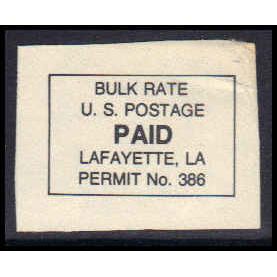 BULK RATE
U. S. POSTAGE
PAID
LAFAYETTE, LA
PERMIT No. 386